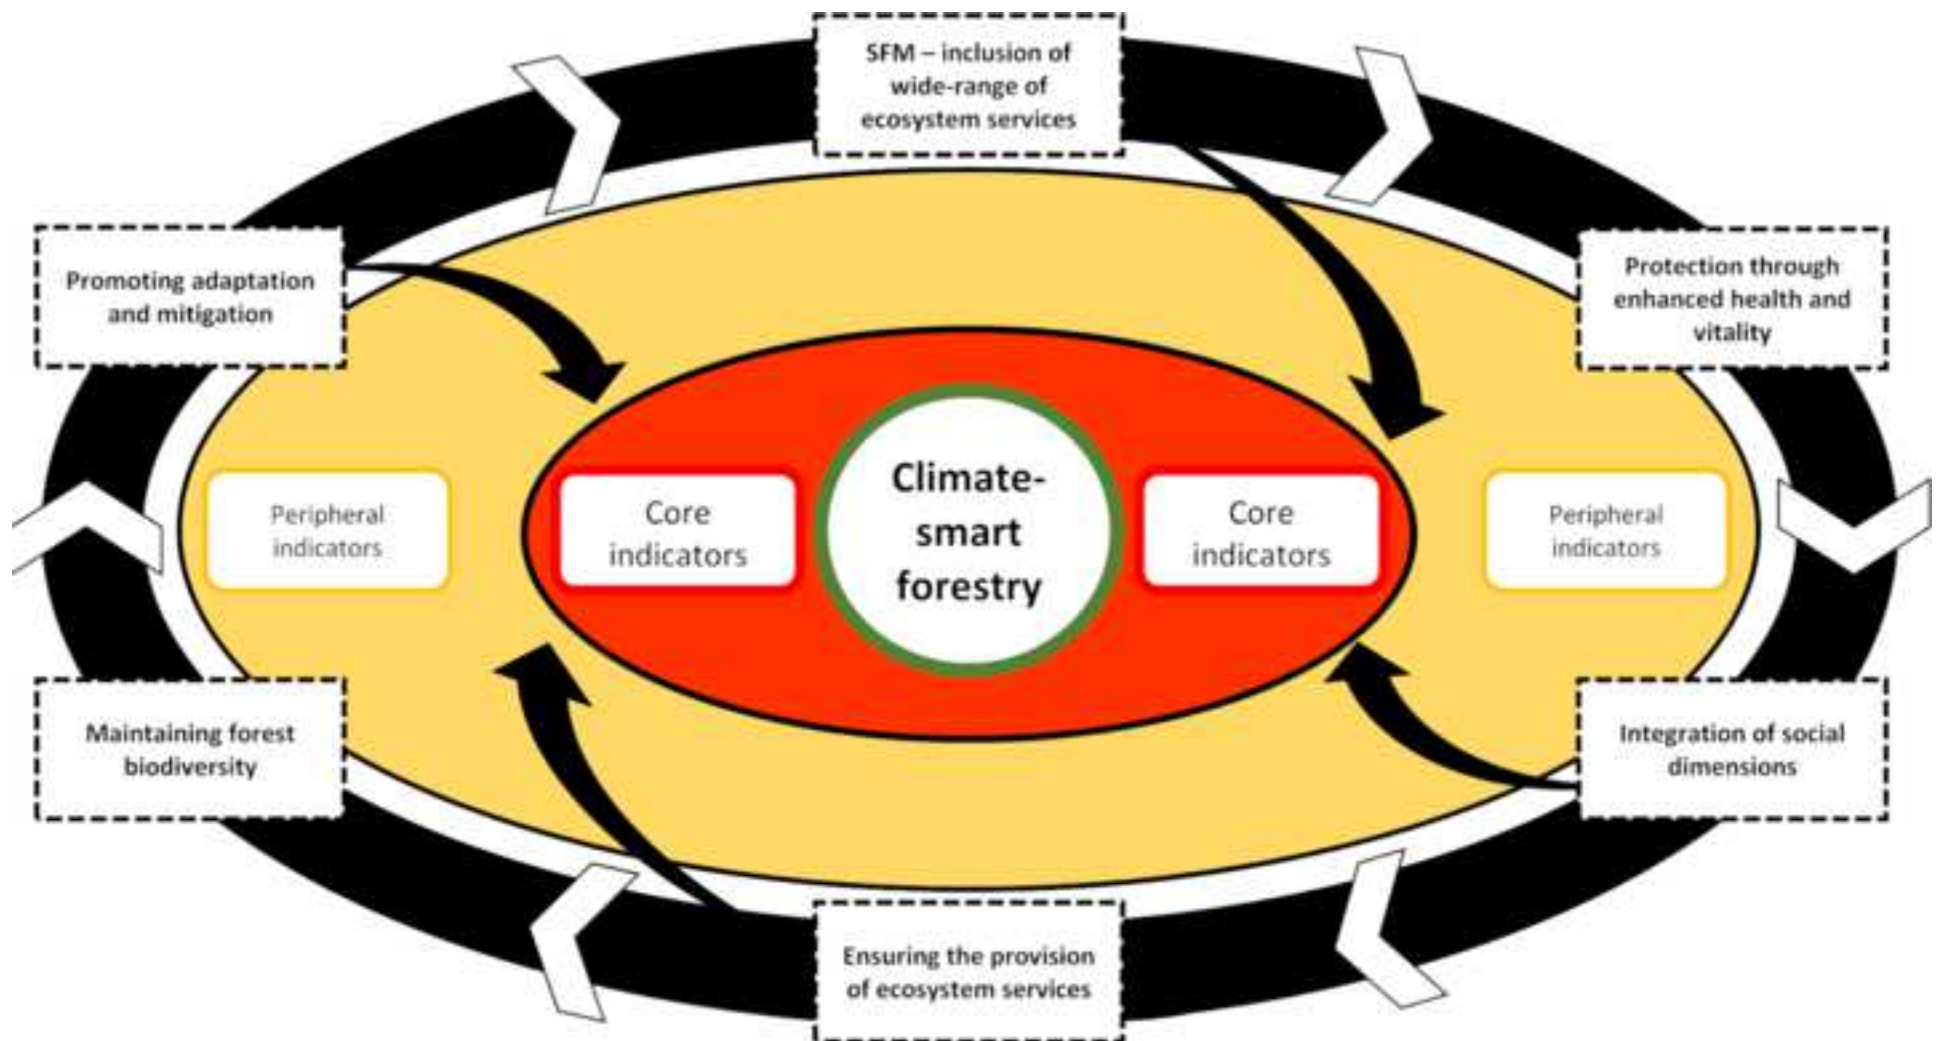 SFM – inclusion of
wide-range of
ecosystem services
Promoting adaptation
and mitigation
Protection through
enhanced health and
vitality
Peripheral
indicators
Core
indicators
Climate-
smart
forestry
Core
indicators
Peripheral
indicators
Maintaining forest
biodiversity
Integration of social
dimensions
Ensuring the provision
of ecosystem services